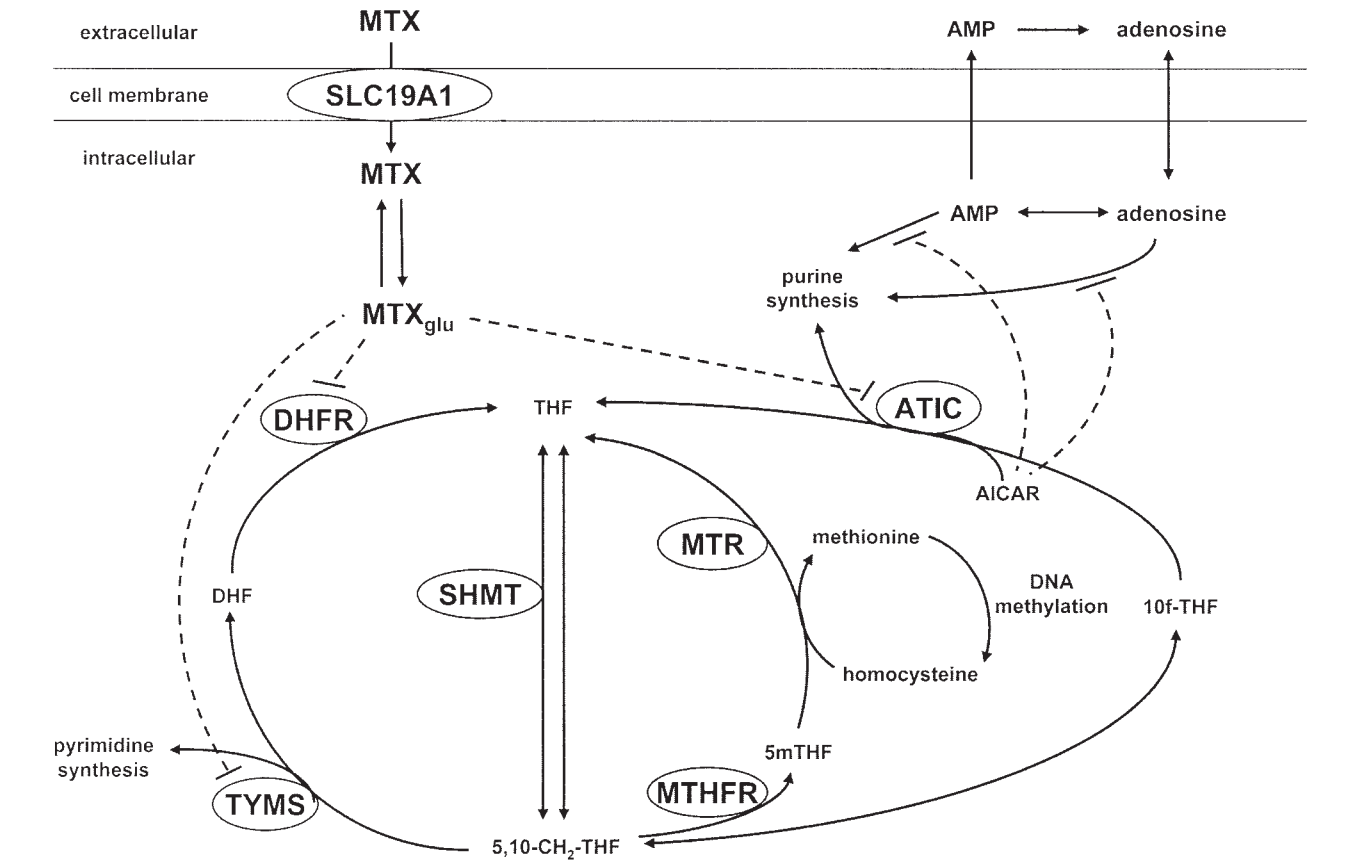 MTX
extracellular
AMP
adenosine
cell membrane
SLC19A1
intracellular
MTX
AMP
adenosine
purine
synthesis
MTXglu
THF
ATIC
DHFR
AICAR
MTR
methionine
SHMT
DHF
DNA
methylation
10f-THF
homocysteine
pyrimidine
synthesis
5mTHF
MTHFR
TYMS
5,10-CH2-THF